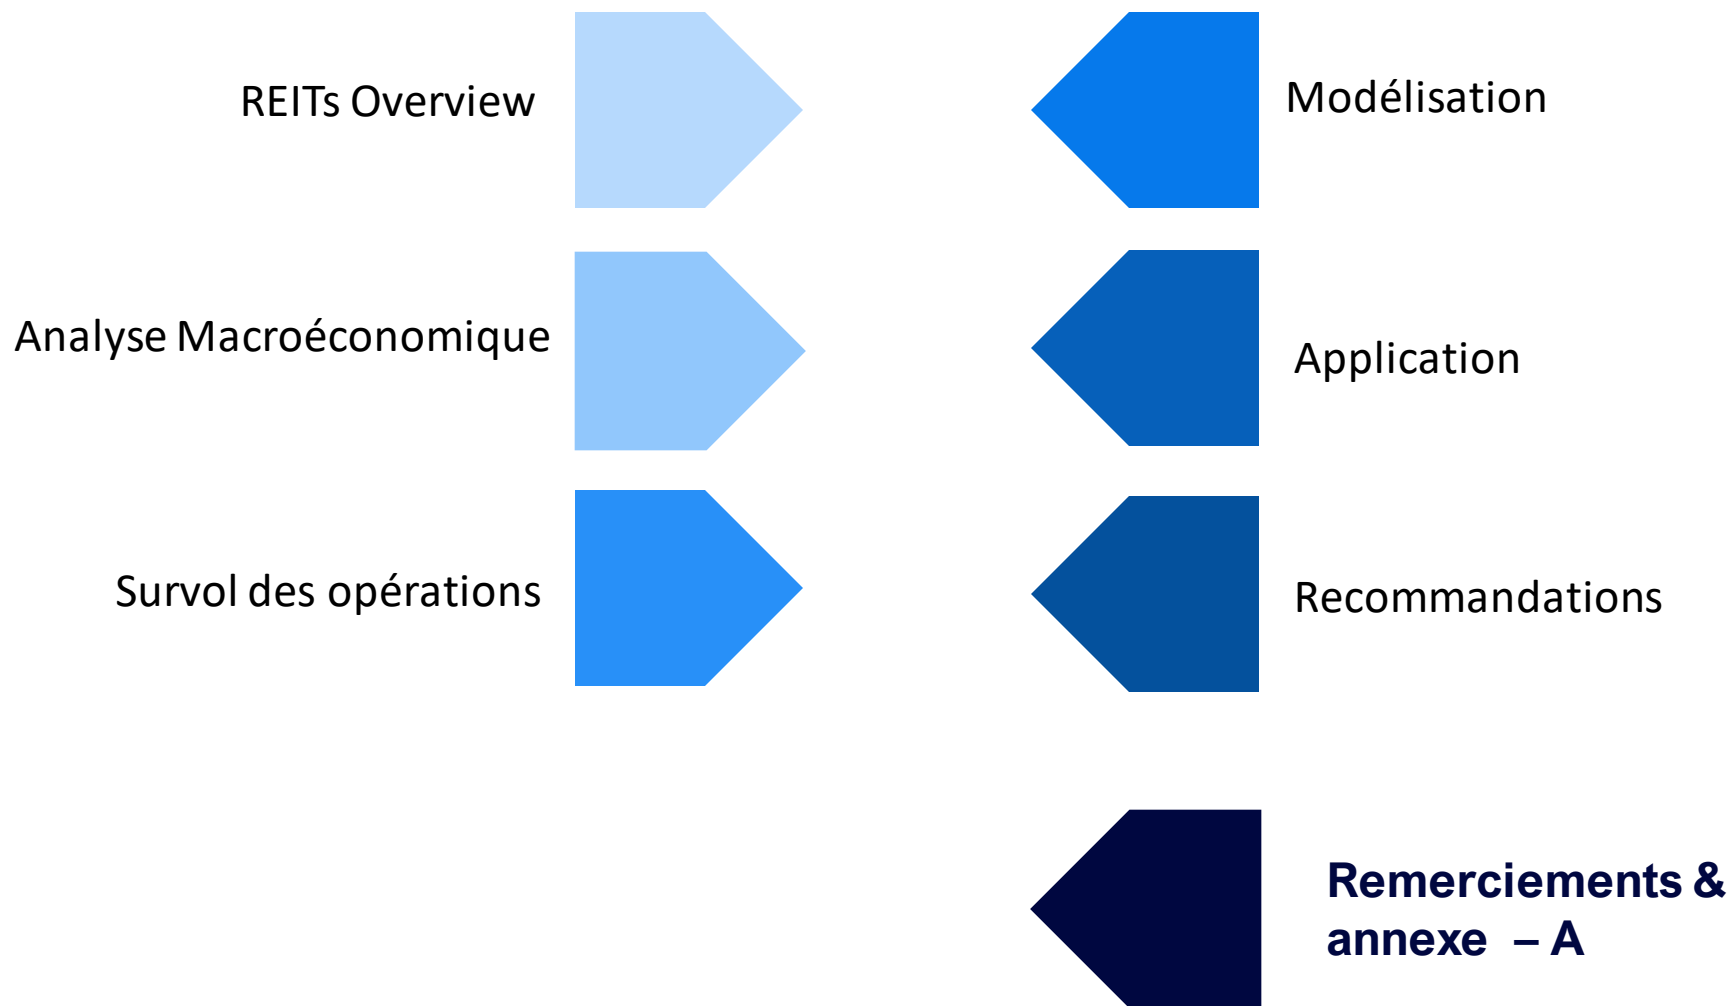 REITs Overview
Analyse Macroéconomique
Survol des opérations
Modélisation
Application
Recommandations
Remerciements &
annexe – A